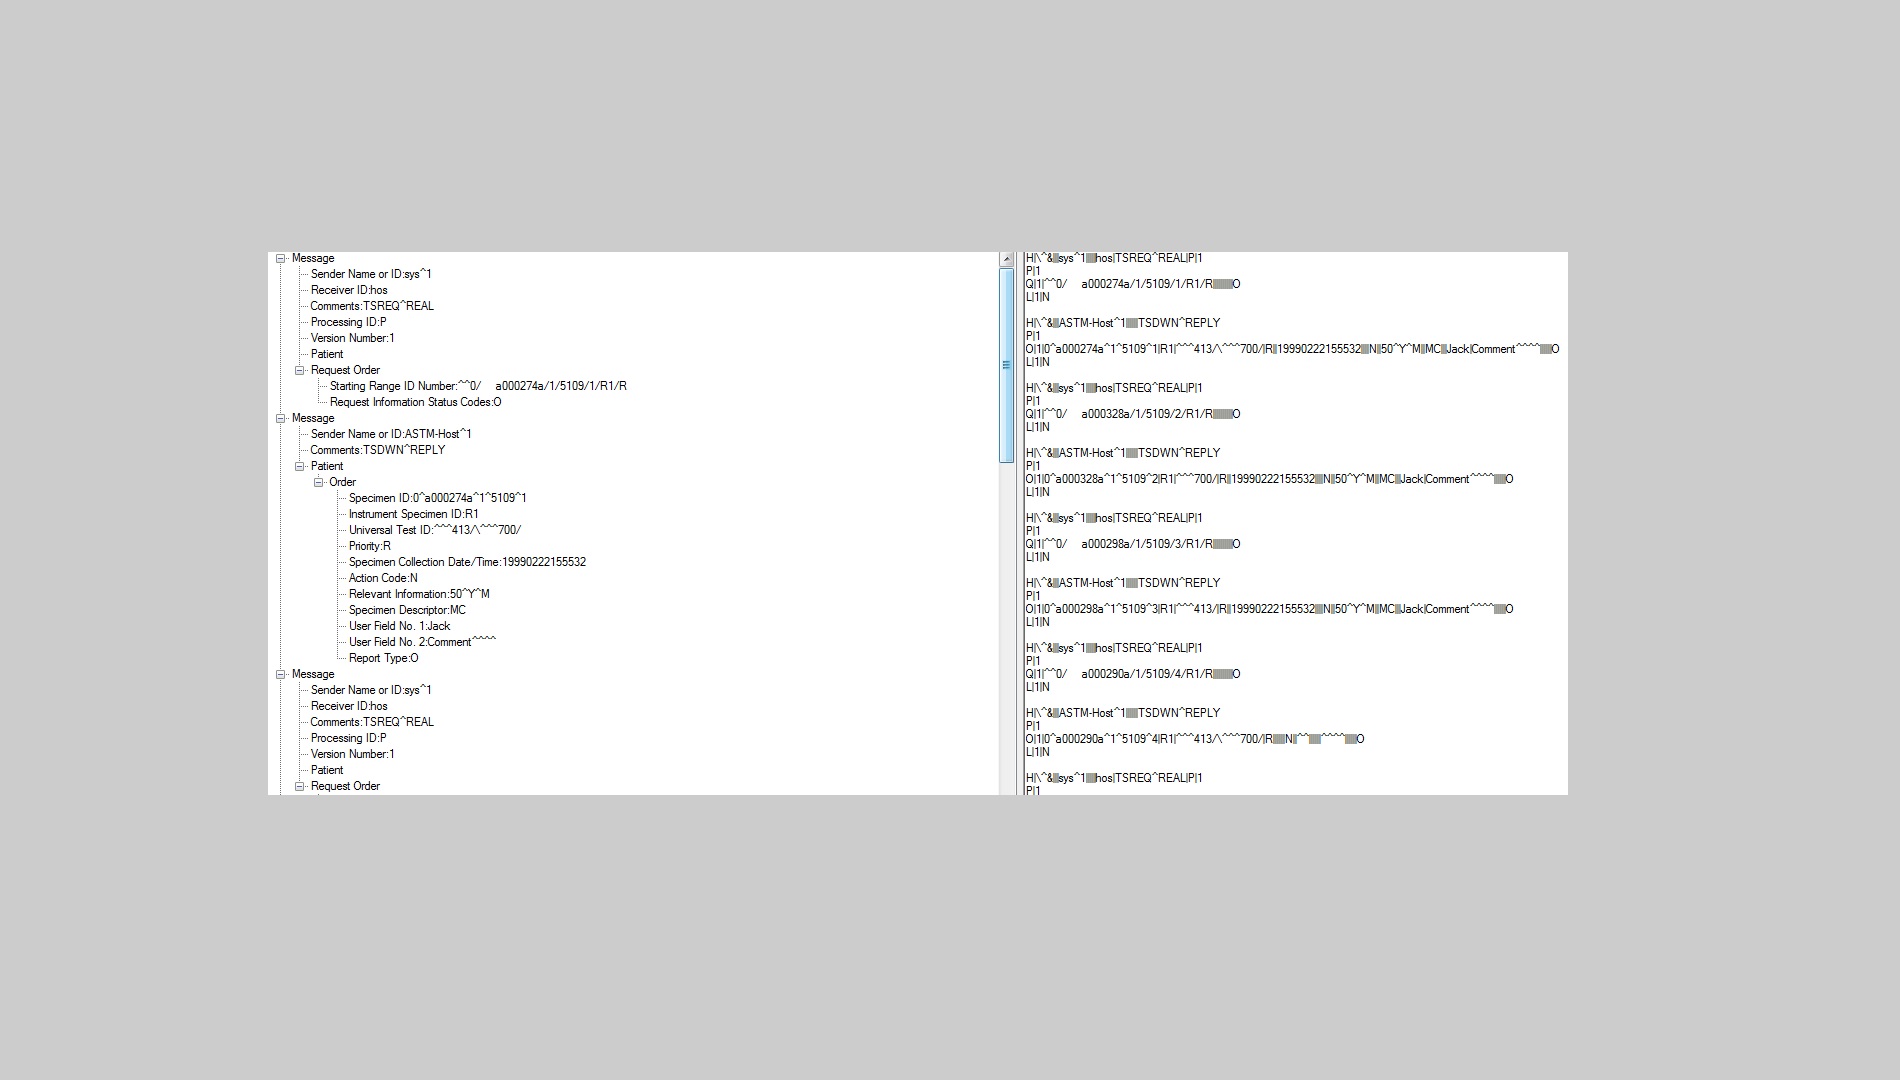 Message
Sender Name or ID:sys^1
Receiver ID:hos
Comments:TSREQ^REAL
Processing ID:P
Version Number:1
Patient
Request Order
Starting Range ID Number:^^0/     a000274a/1/5109/1/R1/R
Request Information Status Codes:O
Message
Sender Name or ID:ASTM-Host^1
Comments:TSDWN^REPLY
Patient
Order
Specimen ID:0^a000274a^1^5109^1
Instrument Specimen ID:R1
Universal Test ID:^^^413/\^^^700/
Priority:R
Specimen Collection Date/Time:19990222155532
Action Code:N
Relevant Information:50^Y^M
Specimen Descriptor:MC
User Field No. 1:Jack
User Field No. 2:Comment^^^^
Report Type:O
Message
Sender Name or ID:sys^1
Receiver ID:hos
Comments:TSREQ^REAL
Processing ID:P
Version Number:1
Patient
Request Order
H|\^&|||sys^1|||||hos|TSREQ^REAL|P|1
P|1
Q|1|^^0/     a000274a/1/5109/1/R1/R||||||||||O
L|1|N
H|\^&|||ASTM-Host^1||||||TSDWN^REPLY
P|1
O|1|0^a000274a^1^5109^1|R1|^^^413/\^^^700/|R||19990222155532||||N||50^Y^M||MC|||Jack|Comment^^^^||||||O
L|1|N
H|\^&|||sys^1|||||hos|TSREQ^REAL|P|1
P|1
Q|1|^^0/     a000328a/1/5109/2/R1/R||||||||||O
L|1|N
H|\^&|||ASTM-Host^1||||||TSDWN^REPLY
P|1
O|1|0^a000328a^1^5109^2|R1|^^^700/|R||19990222155532||||N||50^Y^M||MC|||Jack|Comment^^^^||||||O
L|1|N
H|\^&|||sys^1|||||hos|TSREQ^REAL|P|1
P|1
Q|1|^^0/     a000298a/1/5109/3/R1/R||||||||||O
L|1|N
H|\^&|||ASTM-Host^1||||||TSDWN^REPLY
P|1
O|1|0^a000298a^1^5109^3|R1|^^^413/|R||19990222155532||||N||50^Y^M||MC|||Jack|Comment^^^^||||||O
L|1|N
H|\^&|||sys^1|||||hos|TSREQ^REAL|P|1
P|1
Q|1|^^0/     a000290a/1/5109/4/R1/R||||||||||O
L|1|N
H|\^&|||ASTM-Host^1||||||TSDWN^REPLY
P|1
O|1|0^a000290a^1^5109^4|R1|^^^413/\^^^700/|R||||||N||^^||||||^^^^||||||O
L|1|N
H|\^&|||sys^1|||||hos|TSREQ^REAL|P|1
P|1